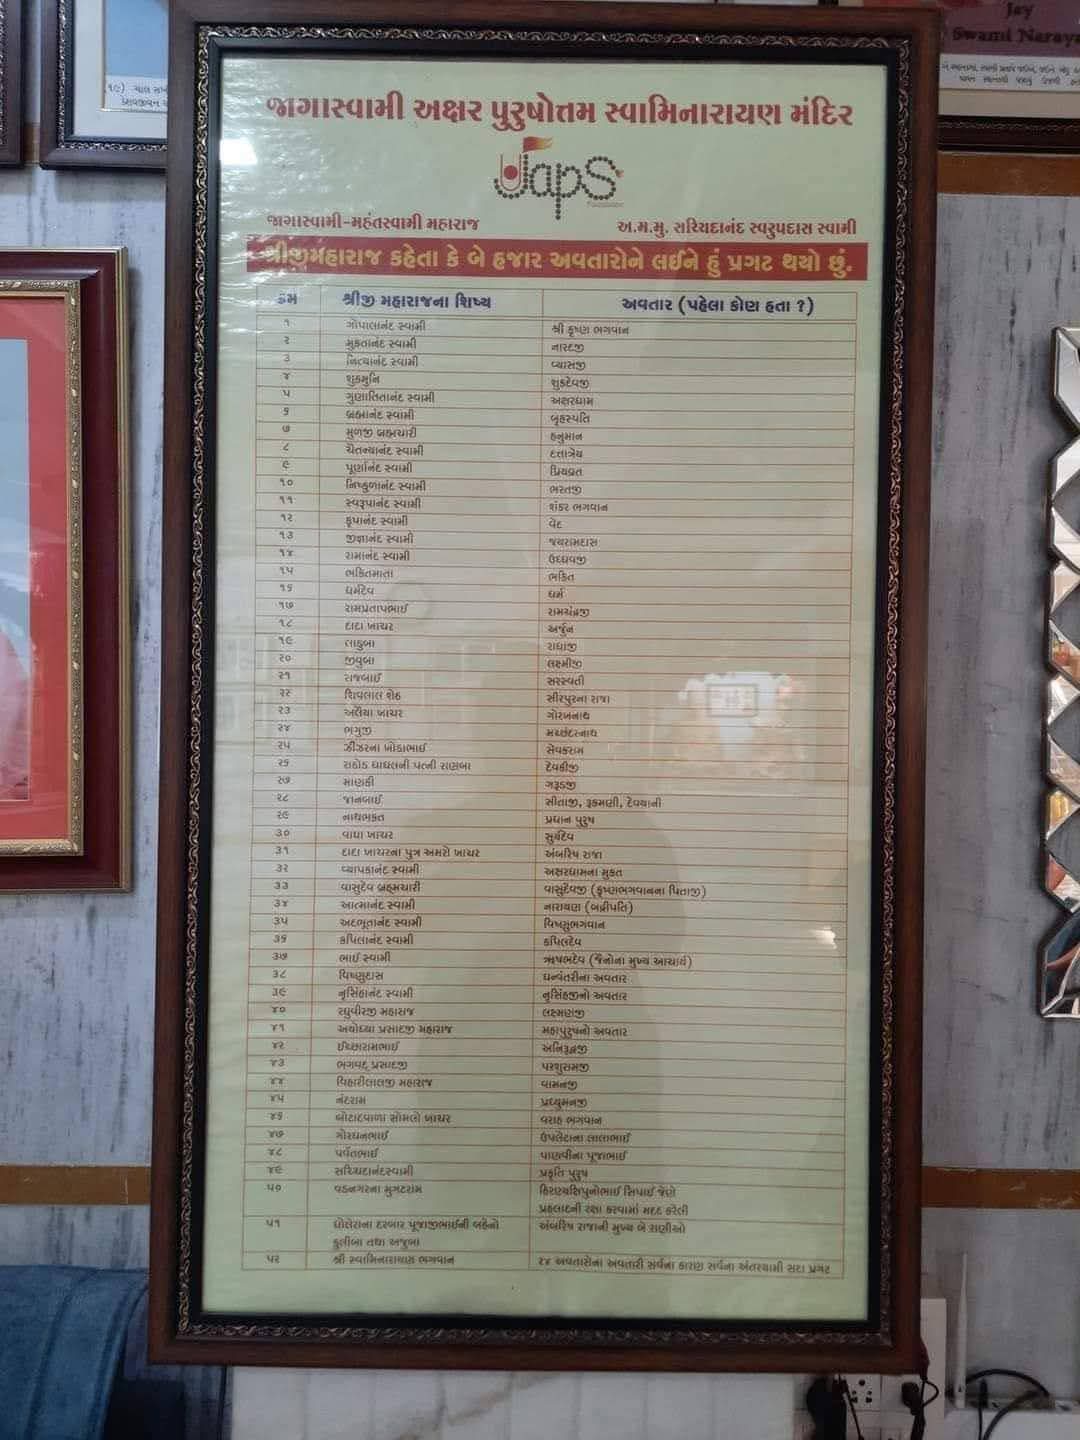 ૧૯) ચાલ સખી
Jay
Swami Naraya
જાગાસ્વામી અક્ષર પુરુષોત્તમ સ્વામિનારાયણ મંદિર
Japs
Foundation
જાગાસ્વામી-મહંતસ્વામી મહારાજ અ.મ.મુ. સચ્ચિદાનંદ સ્વરુપદાસ સ્વામી
શ્રીજીમહારાજ કહેતા કે બે હજાર અવતારોને લઈને હું પ્રગટ થયો છું.
ક્રમ શ્રીજી મહારાજના શિષ્ય અવતાર (પહેલા કોણ હતા ?)
૧ ગોપાલાનંદ સ્વામી શ્રી કૃષ્ણ ભગવાન
૨ મુક્તાનંદ સ્વામી નારદજી
૩ નિત્યાનંદ સ્વામી વ્યાસજી
૪ શુકમુનિ શુકદેવજી
૫ ગુણાતિતાનંદ સ્વામી અક્ષરધામ
૬ બ્રહ્માનંદ સ્વામી બૃહસ્પતિ
૭ મુળજી બ્રહ્મચારી હનુમાન
૮ ચૈતન્યાનંદ સ્વામી દત્તાત્રેય
૯ પૂર્ણાનંદ સ્વામી પ્રિયવ્રત
૧૦ નિષ્કુળાનંદ સ્વામી ભરતજી
૧૧ સ્વરૂપાનંદ સ્વામી શંકર ભગવાન
૧૨ કૃપાનંદ સ્વામી વેદ
૧૩ જીજ્ઞાનંદ સ્વામી જયરામદાસ
૧૪ રામાનંદ સ્વામી ઉદ્ધવજી
૧૫ ભકિતમાતા ભકિત
૧૬ ધર્મદેવ ધર્મ
૧૭ રામપ્રતાપભાઈ રામચંદ્રજી
૧૮ દાદા ખાચર અર્જુન
૧૯ લાડુબા રાધાજી
૨૦ જીવુબા લક્ષ્મીજી
૨૧ રાજબાઈ સરસ્વતી
૨૨ શિવલાલ શેઠ સીરપુરના રાજા
૨૩ અલૈયા ખાચર ગોરખનાથ
૨૪ ભગુજી મચ્છંદરનાથ
૨૫ ઝીંઝરના ખોડાભાઈ સેવકરામ
૨૬ રાઠોડ ધાધલની પત્ની રાણબા દેવકીજી
૨૭ માણકી ગરૂડજી
૨૮ જાનબાઈ સીતાજી, રૂકમણી, દેવયાની
૨૯ નાથભકત પ્રધાન પુરુષ
૩૦ વાઘા ખાચર સુર્યદેવ
૩૧ દાદા ખાચરના પુત્ર અમરો ખાચર અંબરિષ રાજા
૩૨ વ્યાપકાનંદ સ્વામી અક્ષરધામના મુક્ત
૩૩ વાસુદેવ બ્રહ્મચારી વાસુદેવજી (કૃષ્ણભગવાનના પિતાજી)
૩૪ આત્માનંદ સ્વામી નારાયણ (બદ્રીપતિ)
૩૫ અદભૂતાનંદ સ્વામી વિષ્ણુભગવાન
૩૬ કપિલાનંદ સ્વામી કપિલદેવ
૩૭ ભાઈ સ્વામી ઋષભદેવ (જૈનોના મુખ્ય આચાર્ય)
૩૮ વિષ્ણુદાસ ધન્વંતરીના અવતાર
૩૯ નૃસિંહાનંદ સ્વામી નૃસિંહજીનો અવતાર
૪૦ રઘુવીરજી મહારાજ લક્ષ્મણજી
૪૧ અયોધ્યા પ્રસાદજી મહારાજ મહાપુરુષનો અવતાર
૪૨ ઈચ્છારામભાઈ અનિરુદ્ધજી
૪૩ ભગવદ્ પ્રસાદજી પરશુરામજી
૪૪ વિહારીલાલજી મહારાજ વામનજી
૪૫ નંદરામ પ્રદ્યુમનજી
૪૬ બોટાદવાળા સોમલો ખાચર વરાહ ભગવાન
૪૭ ગોરધનભાઈ ઉપલેટાના લાલાભાઈ
૪૮ પર્વતભાઈ પાણવીના પૂજાભાઈ
૪૯ સચ્ચિદાનંદસ્વામી પ્રકૃતિ પુરુષ
૫૦ વડનગરના મુગટરામ હિરણ્યકશિપુનોભાઈ સિપાઈ જેણે
પ્રહલાદની રક્ષા કરવામાં મદદ કરેલી
૫૧ ધોલેરાના દરબાર પૂજાજીભાઈની બહેનો અંબરિષ રાજાની મુખ્ય બે રાણીઓ
ફુલીબા તથા અજુબા
૫૨ શ્રી સ્વામિનારાયણ ભગવાન ૨૪ અવતારોના અવતારી સર્વના કારણ સર્વના અંતરયામી સદા પ્રગટ